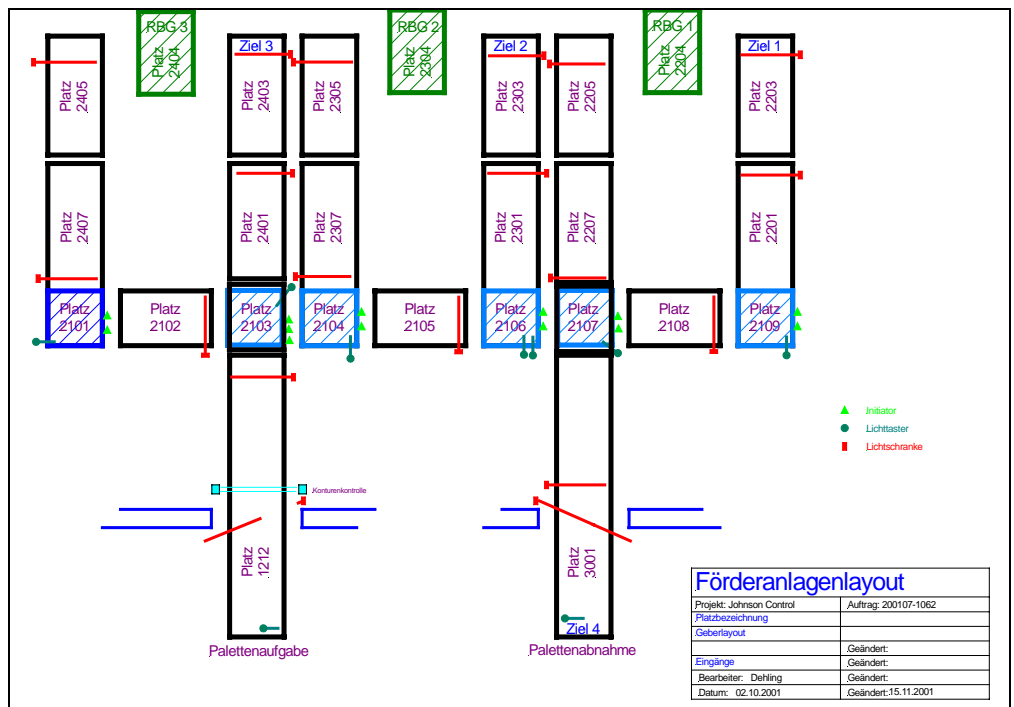 RBG 3
Platz
2404
Ziel 3
RBG 2
Platz
2304
Ziel 2
RBG 1
Platz
2204
Ziel 1
Platz
2405
Platz
2403
Platz
2305
Platz
2303
Platz
2205
Platz
2203
Platz
2407
Platz
2401
Platz
2307
Platz
2301
Platz
2207
Platz
2201
Platz
2101
Platz
2102
Platz
2103
Platz
2104
Platz
2105
Platz
2106
Platz
2107
Platz
2108
Platz
2109
Initiator
Lichttaster
Lichtschranke
Konturenkontrolle
Platz
1212
Platz
3001
Ziel 4
Palettenaufgabe
Palettenabnahme
Förderanlagenlayout
Projekt: Johnson Control
Auftrag: 200107-1062
Platzbezeichnung
Geberlayout
Geändert:
Eingänge
Geändert:
Bearbeiter: Dehling
Geändert:
Datum: 02.10.2001
Geändert:15.11.2001